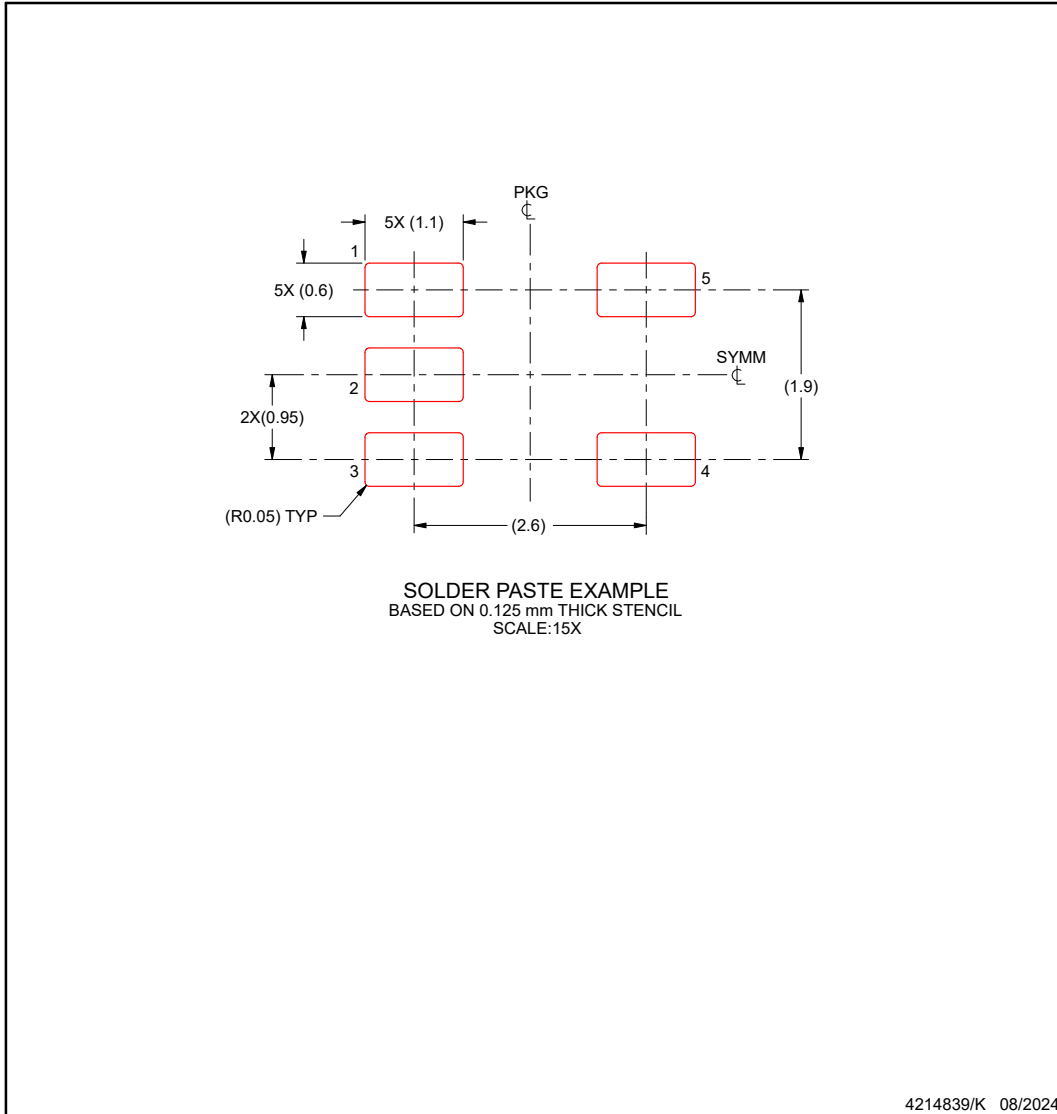 PKG
℄
5X (1.1)
1
5X (0.6)
5
SYMM
℄
(1.9)
2
2X(0.95)
3
4
(R0.05) TYP
(2.6)
SOLDER PASTE EXAMPLE
BASED ON 0.125 mm THICK STENCIL
SCALE:15X
4214839/K 08/2024